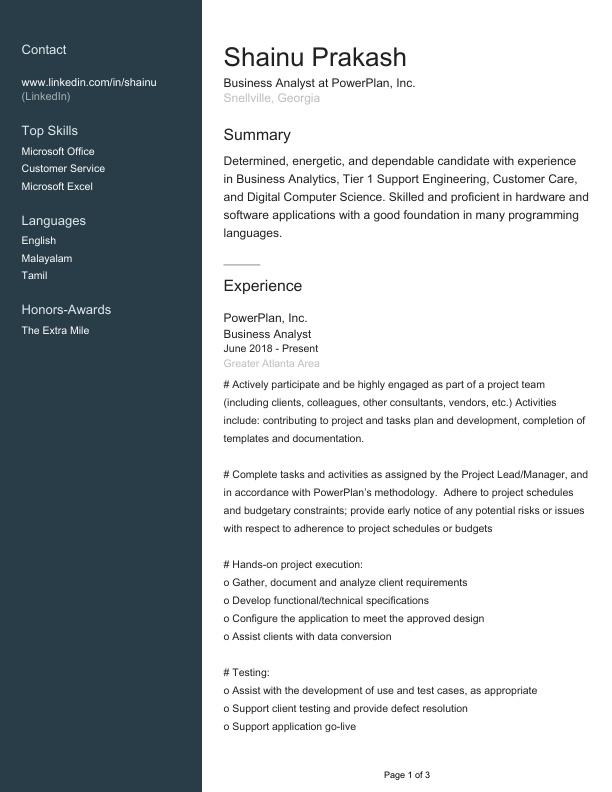 Contact
www.linkedin.com/in/shainu
(LinkedIn)
Top Skills
Microsoft Office
Customer Service
Microsoft Excel
Languages
English
Malayalam
Tamil
Honors-Awards
The Extra Mile
Shainu Prakash
Business Analyst at PowerPlan, Inc.
Snellville, Georgia
Summary
Determined, energetic, and dependable candidate with experience
in Business Analytics, Tier 1 Support Engineering, Customer Care,
and Digital Computer Science. Skilled and proficient in hardware and
software applications with a good foundation in many programming
languages.
Experience
PowerPlan, Inc.
Business Analyst
June 2018 - Present
Greater Atlanta Area
# Actively participate and be highly engaged as part of a project team
(including clients, colleagues, other consultants, vendors, etc.) Activities
include: contributing to project and tasks plan and development, completion of
templates and documentation.
# Complete tasks and activities as assigned by the Project Lead/Manager, and
in accordance with PowerPlan’s methodology.  Adhere to project schedules
and budgetary constraints; provide early notice of any potential risks or issues
with respect to adherence to project schedules or budgets
# Hands-on project execution:
o Gather, document and analyze client requirements
o Develop functional/technical specifications
o Configure the application to meet the approved design
o Assist clients with data conversion
# Testing:
o Assist with the development of use and test cases, as appropriate
o Support client testing and provide defect resolution
o Support application go-live
Page 1 of 3